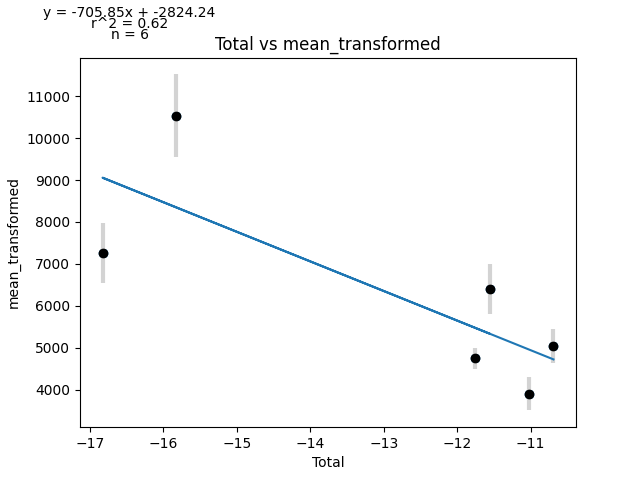 y = -705.85x + -2824.24
r^2 = 0.62
n = 6
Total vs mean_transformed
mean_transformed
11000
10000
9000
8000
7000
6000
5000
4000
−17 −16 −15 −14 −13 −12 −11
Total